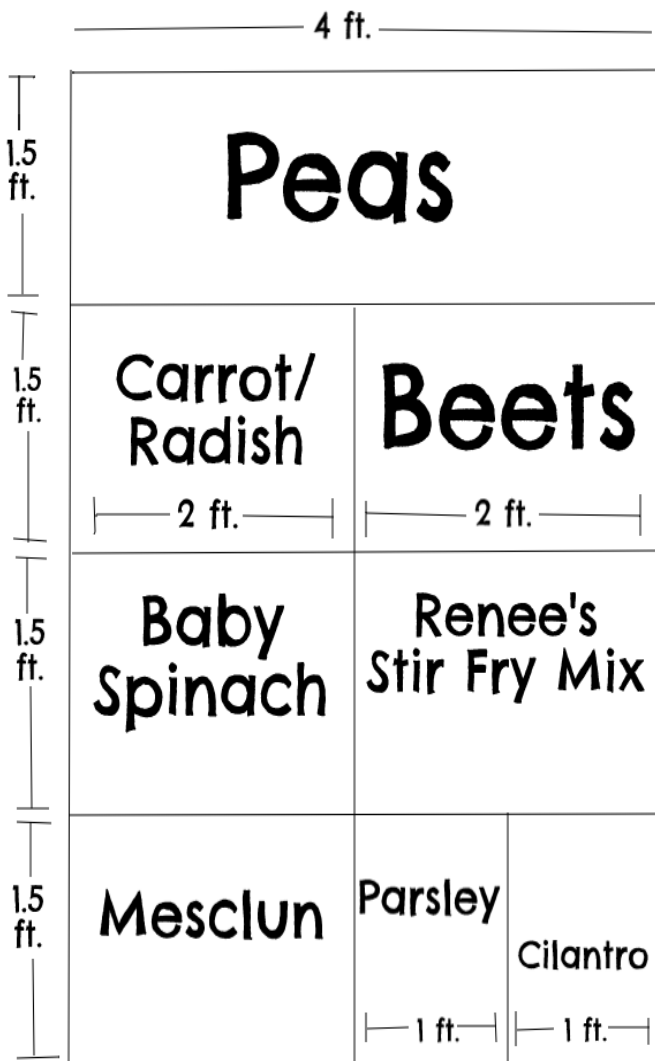 4 ft.
1.5
ft.
Peas
1.5
ft.
Carrot/
Radish
2 ft.
Beets
2 ft.
1.5
ft.
Baby
Spinach
Renee's
Stir Fry Mix
1.5
ft.
Mesclun
Parsley
1 ft.
Cilantro
1 ft.